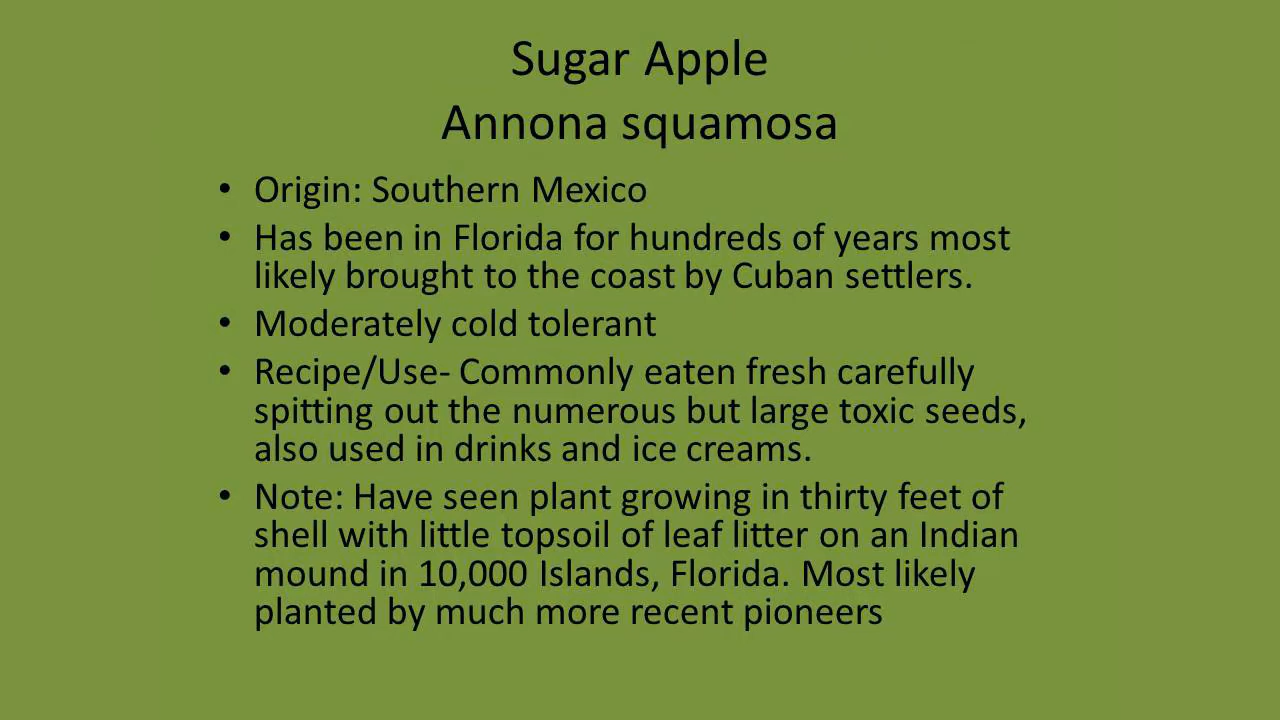 Sugar Apple
Annona squamosa
• Origin: Southern Mexico
• Has been in Florida for hundreds of years most
likely brought to the coast by Cuban settlers.
• Moderately cold tolerant
• Recipe/Use- Commonly eaten fresh carefully
spitting out the numerous but large toxic seeds,
also used in drinks and ice creams.
• Note: Have seen plant growing in thirty feet of
shell with little topsoil of leaf litter on an Indian
mound in 10,000 Islands, Florida. Most likely
planted by much more recent pioneers